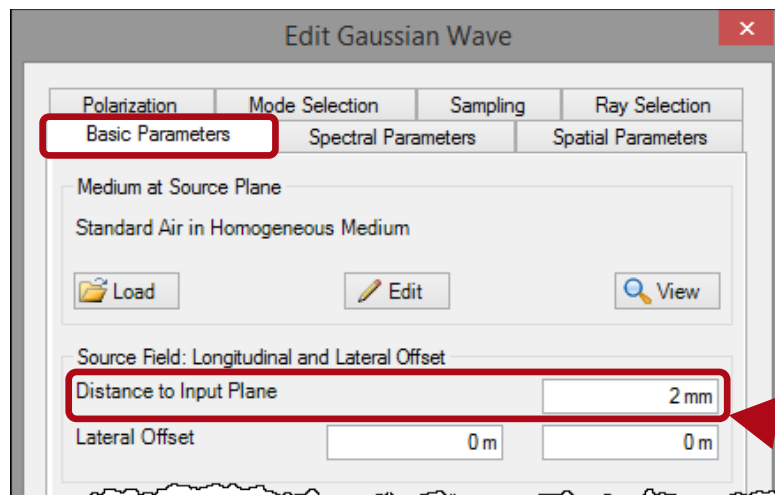 Edit Gaussian Wave
Polarization Mode Selection Sampling Ray Selection
Basic Parameters Spectral Parameters Spatial Parameters
Medium at Source Plane
Standard Air in Homogeneous Medium
Load Edit View
Source Field: Longitudinal and Lateral Offset
Distance to Input Plane 2 mm
Lateral Offset 0 m 0 m